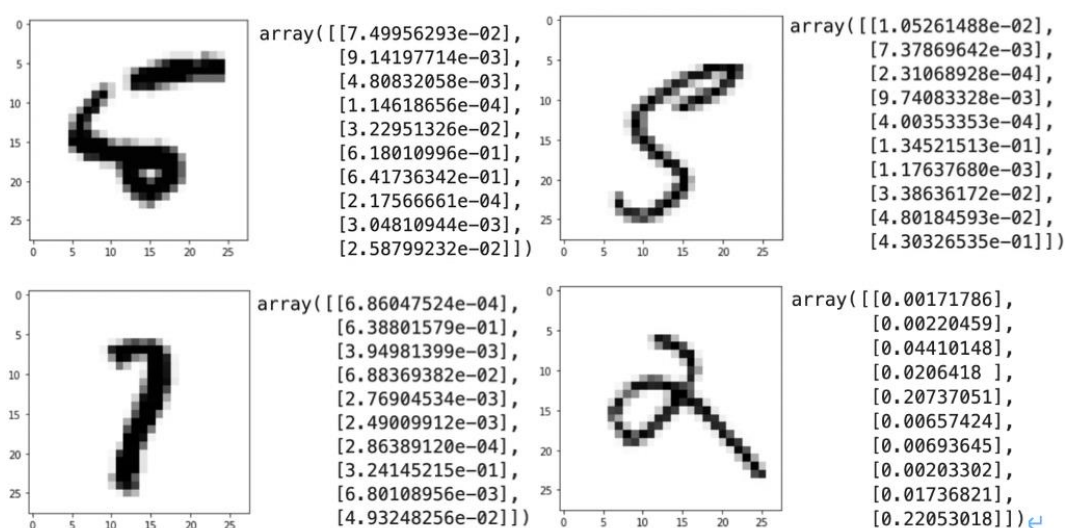 0
5
10
15
20
25
0 5 10 15 20 25
array([[7.49956293e-02],
[9.14197714e-03],
[4.80832058e-03],
[1.14618656e-04],
[3.22951326e-02],
[6.18010996e-01],
[6.41736342e-01],
[2.17566661e-04],
[3.04810944e-03],
[2.58799232e-02]])
0
5
10
15
20
25
0 5 10 15 20 25
array([[1.05261488e-02],
[7.37869642e-03],
[2.31068928e-04],
[9.74083328e-03],
[4.00353353e-04],
[1.34521513e-01],
[1.17637680e-03],
[3.38636172e-02],
[4.80184593e-02],
[4.30326535e-01]])
0
5
10
15
20
25
0 5 10 15 20 25
array([[6.86047524e-04],
[6.38801579e-01],
[3.94981399e-03],
[6.88369382e-02],
[2.76904534e-03],
[2.49009912e-03],
[2.86389120e-04],
[3.24145215e-01],
[6.80108956e-03],
[4.93248256e-02]])
0
5
10
15
20
25
0 5 10 15 20 25
array([[0.00171786],
[0.00220459],
[0.04410148],
[0.0206418 ],
[0.20737051],
[0.00657424],
[0.00693645],
[0.00203302],
[0.01736821],
[0.22053018]])